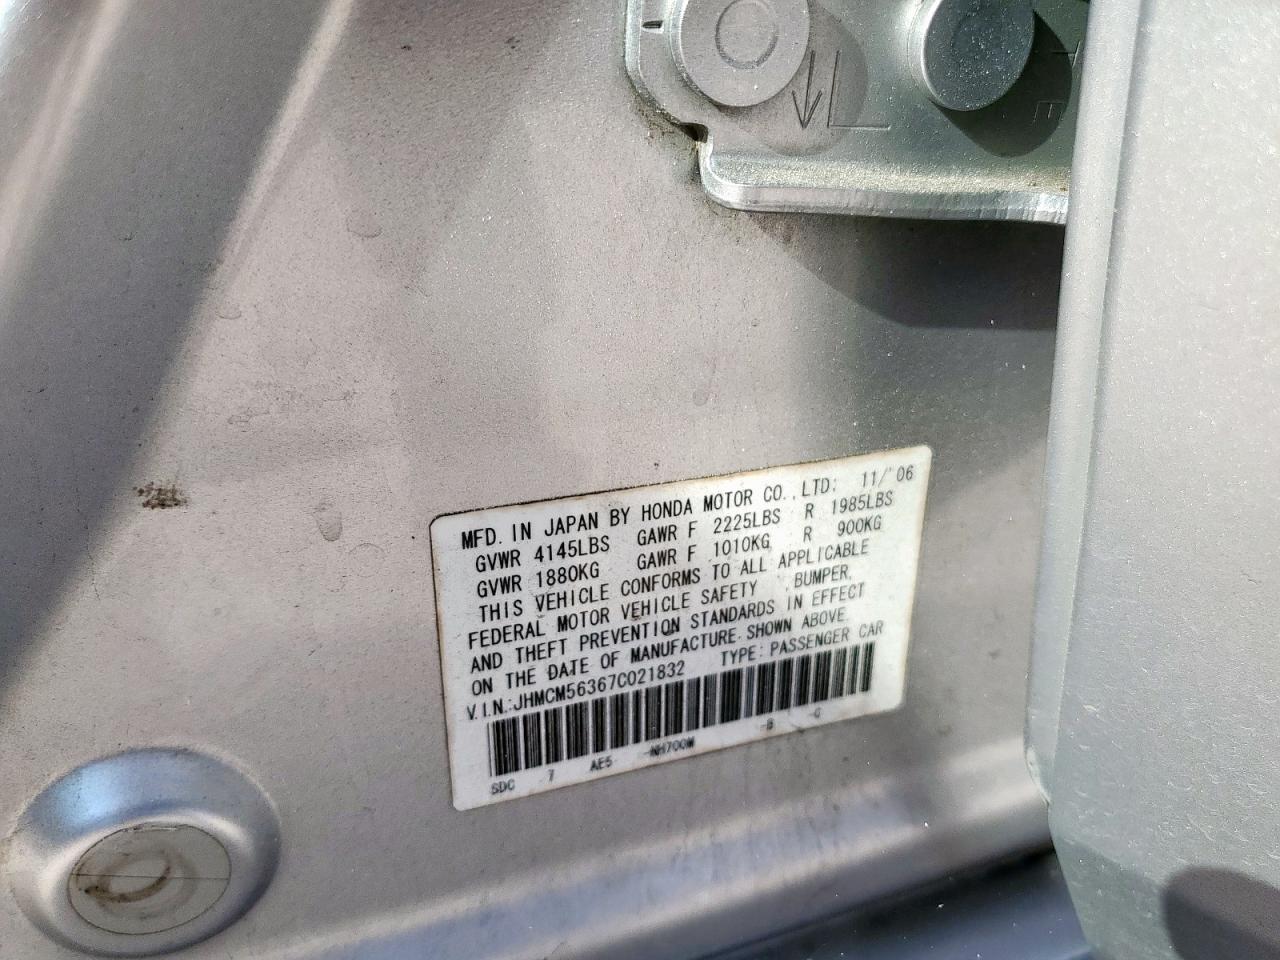 MFD. IN JAPAN BY HONDA MOTOR CO., LTD: 11/'06
GVWR 4145LBS GAWR F 2225LBS R 1985LBS
GVWR 1880KG GAWR F 1010KG R 900KG
THIS VEHICLE CONFORMS TO ALL APPLICABLE
FEDERAL MOTOR VEHICLE SAFETY , BUMPER,
AND THEFT PREVENTION STANDARDS IN EFFECT
ON THE DATE OF MANUFACTURE SHOWN ABOVE.
V.I.N.:JHMCM56367C021832 TYPE:PASSENGER CAR
SDC 7 AE5 -NH700M -B -C